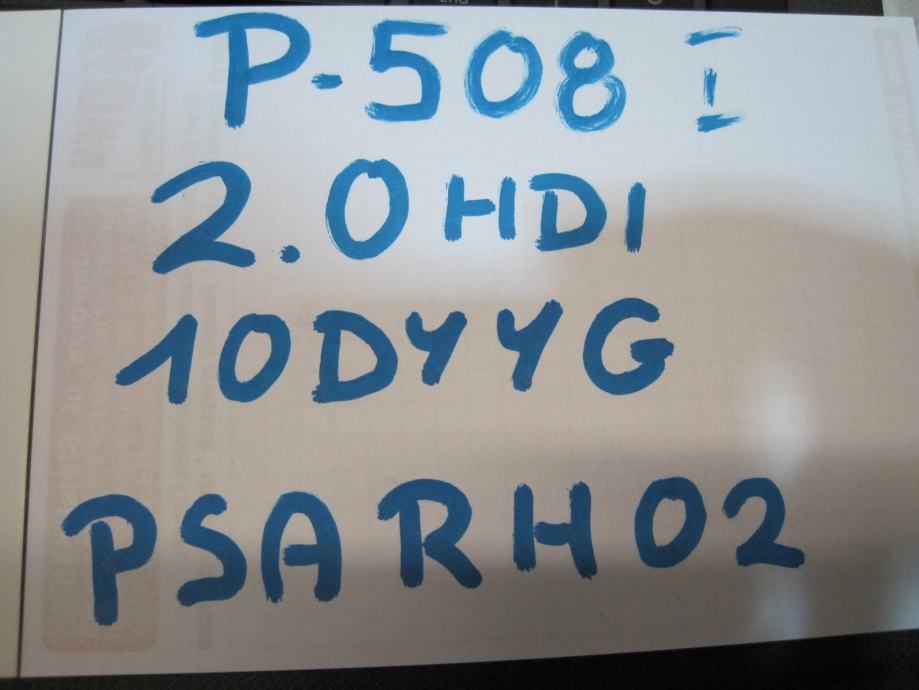 P-508 I
2.0 HDI
10DYYG
PSARH02